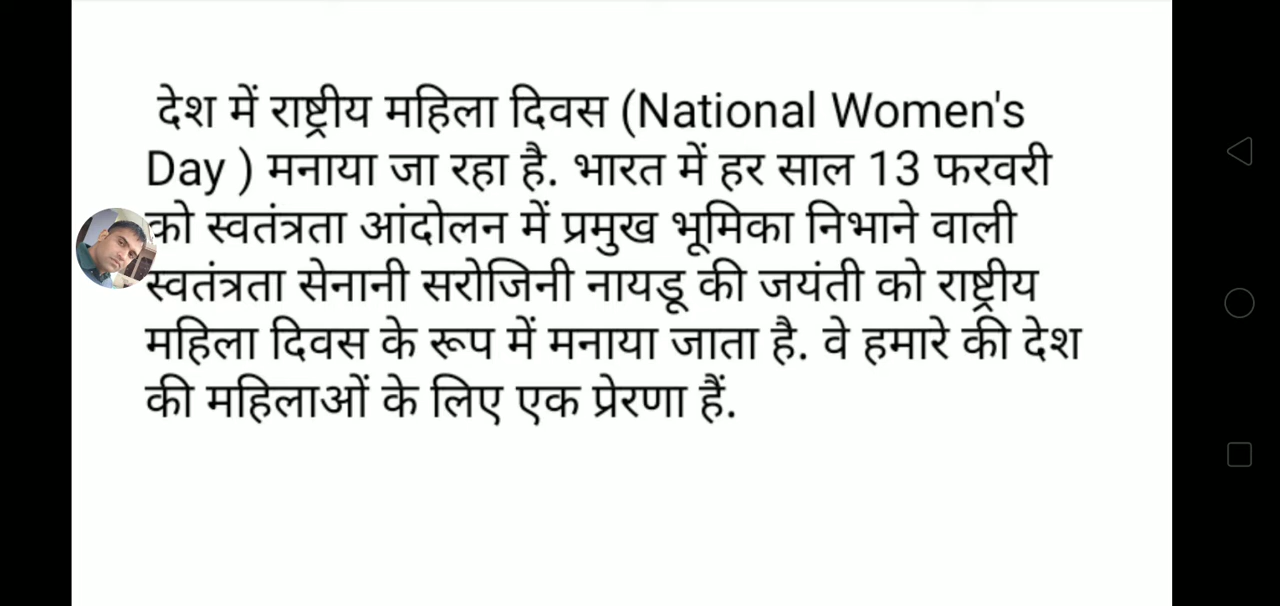 देश में राष्ट्रीय महिला दिवस (National Women's
Day ) मनाया जा रहा है. भारत में हर साल 13 फरवरी
को स्वतंत्रता आंदोलन में प्रमुख भूमिका निभाने वाली
स्वतंत्रता सेनानी सरोजिनी नायडू की जयंती को राष्ट्रीय
महिला दिवस के रूप में मनाया जाता है. वे हमारे की देश
की महिलाओं के लिए एक प्रेरणा हैं.